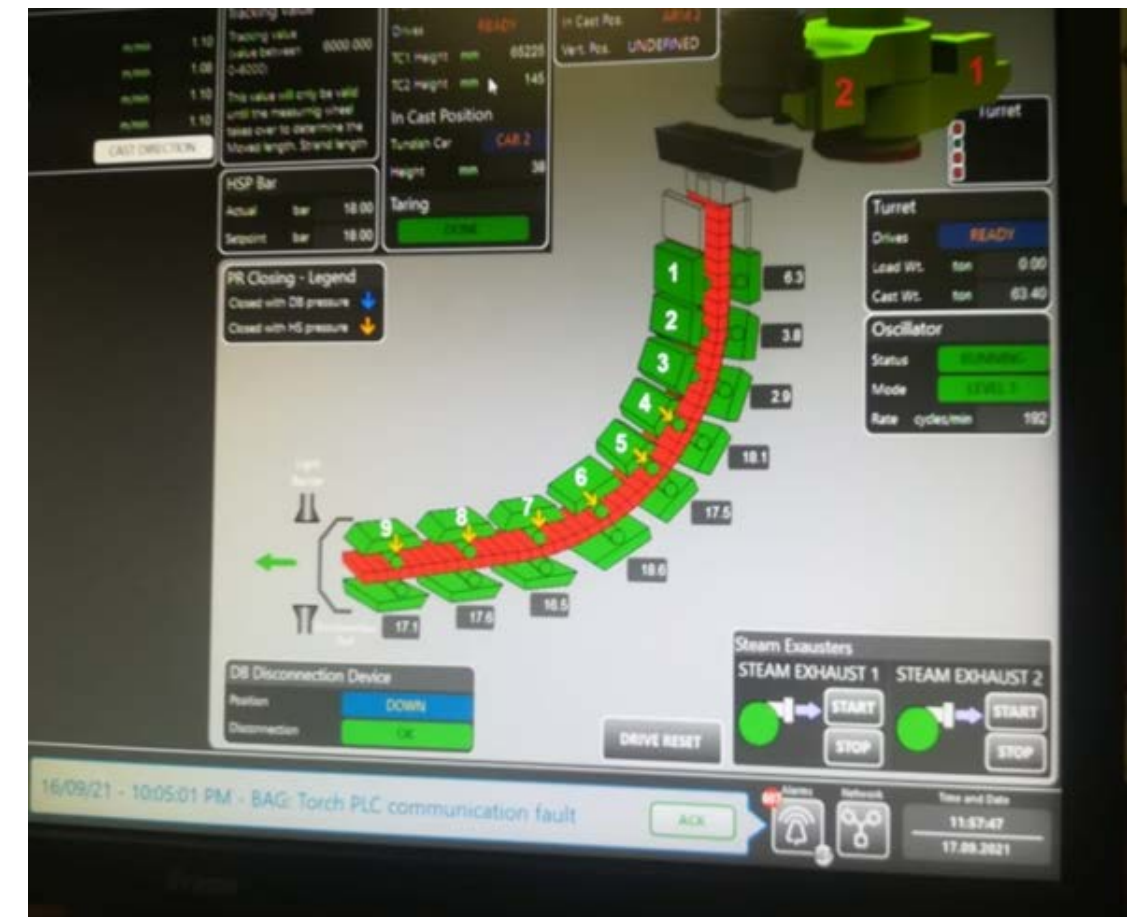 m/min 1.10
m/min 1.08
m/min 1.10
m/min 1.10
CAST DIRECTION
Tracking value
Tracking value
(value between
0-6000)
6000.000
This value will only be valid
until the measuring wheel
takes over to determine the
Moved length. Strand length
HSP Bar
Actual bar 18.00
Setpoint bar 18.00
Drives READY
TC1 Height mm 65225
TC2 Height mm 145
In Cast Position
Tundish Car CAR 2
Height mm 38
Taring
DONE
In Cast Pos. ARM 2
Vert. Pos. UNDEFINED
2
1
Turret
Turret
Drives READY
Load Wt. ton 0.00
Cast Wt. ton 63.40
Oscillator
Status RUNNING
Mode LEVEL 1
Rate cycles/min 192
PR Closing - Legend
Closed with DB pressure
Closed with HS pressure
1 6.3
2 3.8
3 2.9
4 18.1
5 17.5
6 18.6
7 16.5
8 17.6
9 17.1
DB Disconnection Device
Position DOWN
Disconnection OK
DRIVE RESET
Steam Exausters
STEAM EXHAUST 1
START
STOP
STEAM EXHAUST 2
START
STOP
16/09/21 - 10:05:01 PM - BAG: Torch PLC communication fault
ACK
Alarms
Network
Time and Date
11:57:47
17.09.2021